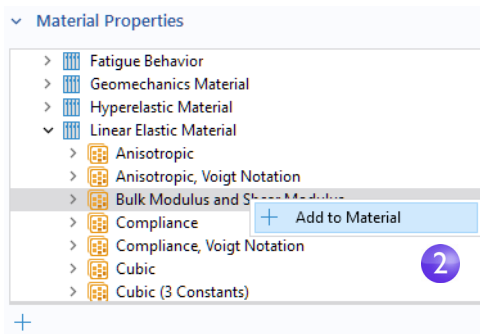 Material Properties
Fatigue Behavior
Geomechanics Material
Hyperelastic Material
Linear Elastic Material
Anisotropic
Anisotropic, Voigt Notation
Bulk Modulus and Shear Modulus
Add to Material
Compliance
Compliance, Voigt Notation
2
Cubic
Cubic (3 Constants)